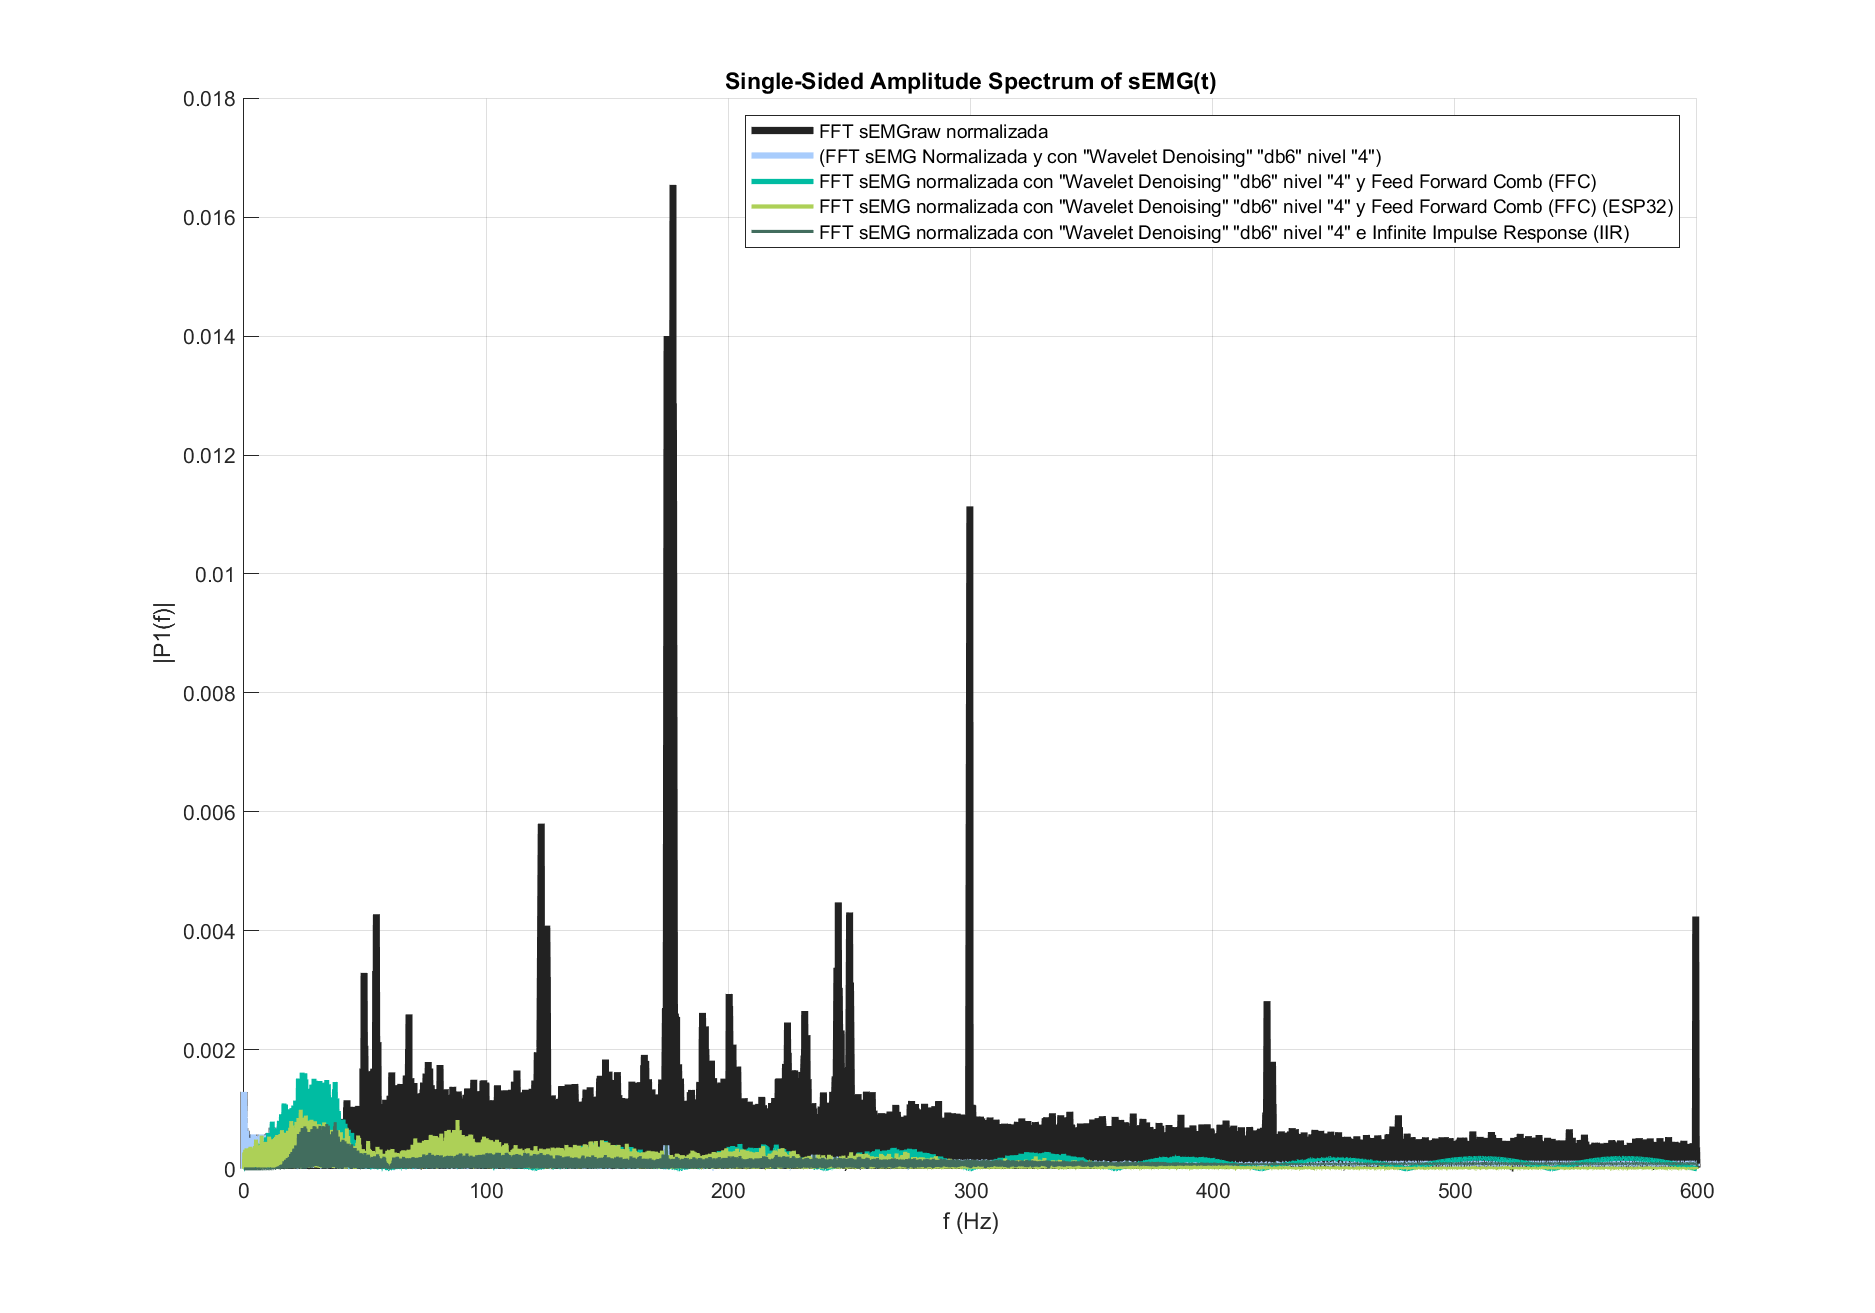 Single-Sided Amplitude Spectrum of sEMG(t)
0.018
FFT sEMGraw normalizada
(FFT sEMG Normalizada y con "Wavelet Denoising" "db6" nivel "4")
FFT sEMG normalizada con "Wavelet Denoising" "db6" nivel "4" y Feed Forward Comb (FFC)
FFT sEMG normalizada con "Wavelet Denoising" "db6" nivel "4" y Feed Forward Comb (FFC) (ESP32)
FFT sEMG normalizada con "Wavelet Denoising" "db6" nivel "4" e Infinite Impulse Response (IIR)
0.016
0.014
0.012
0.01
0.008
0.006
0.004
0.002
0
|P1(f)|
0 100 200 300 400 500 600
f (Hz)